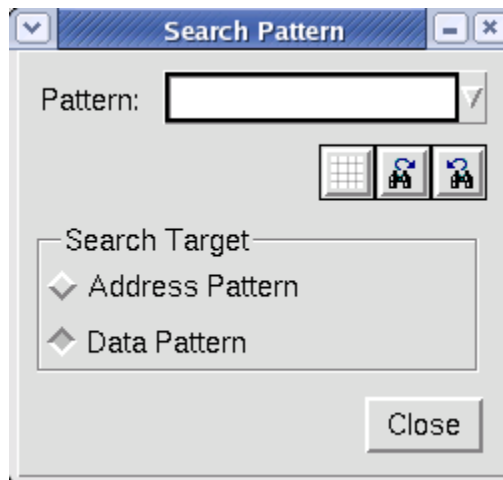 Search Pattern
Pattern:
Search Target
Address Pattern
Data Pattern
Close